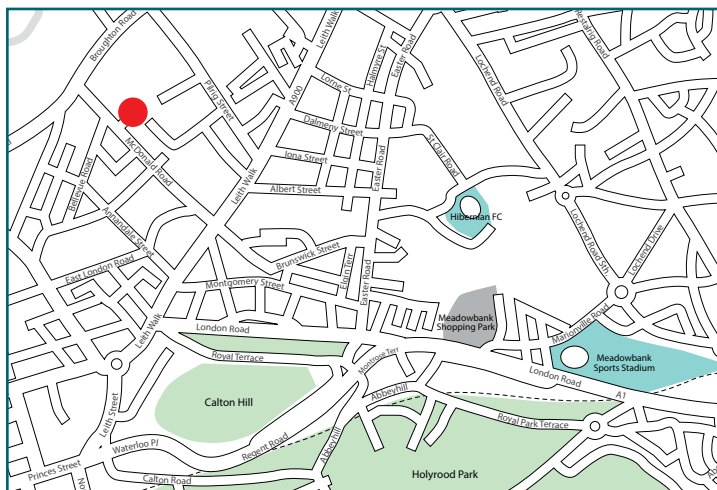 Broughton Road
Pilrig Street
Leith Walk
A900
Halmyre St
Easter Road
Lorne St
Lochend Road
Restalrig Road
Dalmeny Street
St Clair Road
McDonald Road
Iona Street
Leith Walk
Albert Street
Easter Road
Bellevue Road
Annandale Street
Hibernian FC
Lochend Road Sth.
Lochend Drive
Brunswick Street
Elgin Terr
East London Road
Montgomery Street
Easter Road
Leith Walk
London Road
Meadowbank
Shopping Park
Marionville Road
Royal Terrace
Montrose Terr
Meadowbank
Sports Stadium
London Road
A1
Calton Hill
Abbeyhill
Leith Street
Royal Park Terrace
Waterloo Pl
Regent Road
Abbeyhill
Princes Street
Calton Road
Holyrood Park